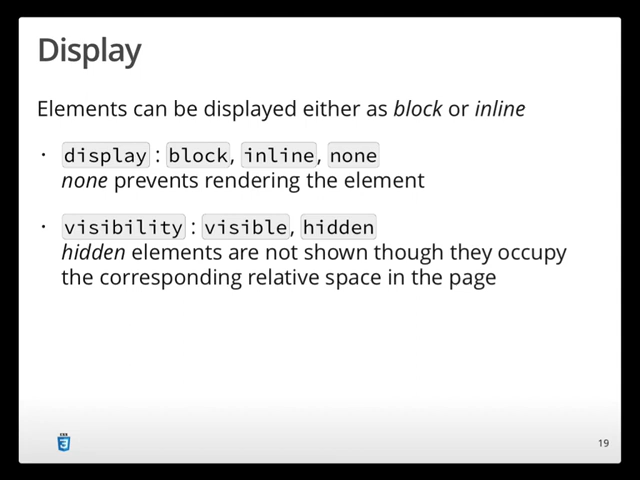 Display
Elements can be displayed either as block or inline
· display : block, inline, none
none prevents rendering the element
· visibility : visible, hidden
hidden elements are not shown though they occupy
the corresponding relative space in the page
CSS
3
19